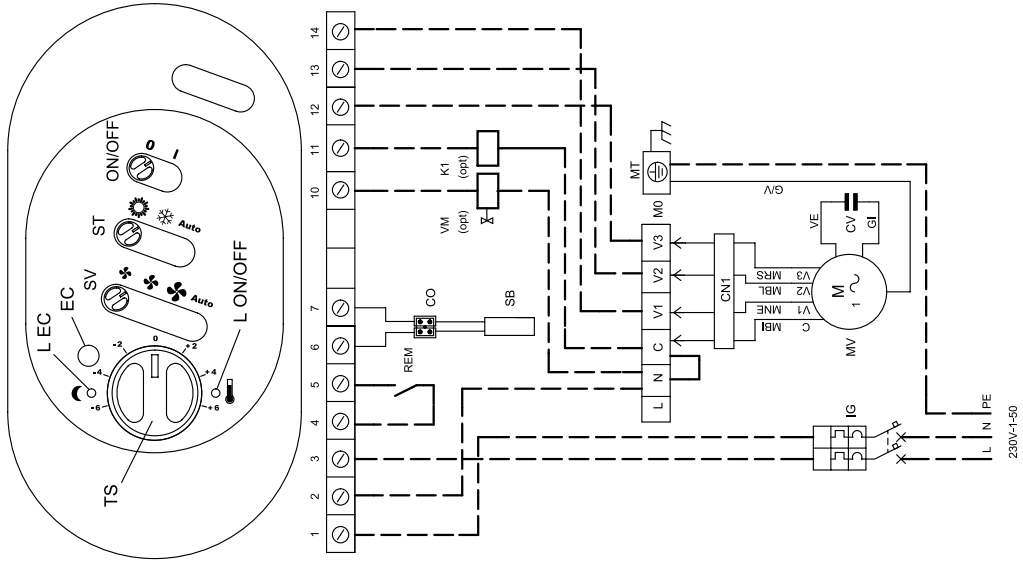 L EC
EC
SV
ST
ON/OFF
0
I
Auto
Auto
-6
-4
-2
0
+2
+4
+6
TS
L ON/OFF
1
2
3
4
5
6
7
10
11
12
13
14
REM
CO
SB
VM
(opt)
K1
(opt)
L
N
C
V1
V2
V3
M0
MT
CN1
G/V
MBI
MNE
MBL
MRS
C
V1
V2
V3
M
1
MV
VE
CV
GI
IG
L
N
PE
230V-1-50